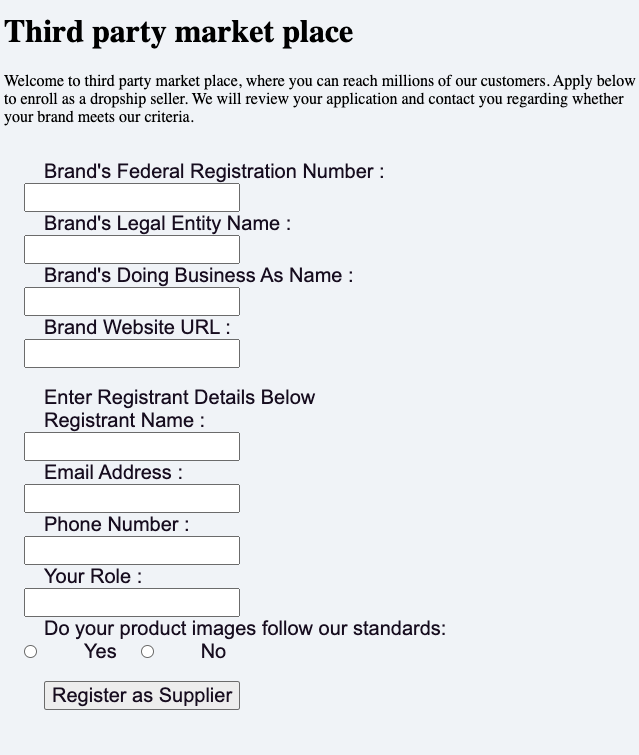 Third party market place
Welcome to third party market place, where you can reach millions of our customers. Apply below
to enroll as a dropship seller. We will review your application and contact you regarding whether
your brand meets our criteria.
Brand's Federal Registration Number :
Brand's Legal Entity Name :
Brand's Doing Business As Name :
Brand Website URL :
Enter Registrant Details Below
Registrant Name :
Email Address :
Phone Number :
Your Role :
Do your product images follow our standards:
Yes No
Register as Supplier